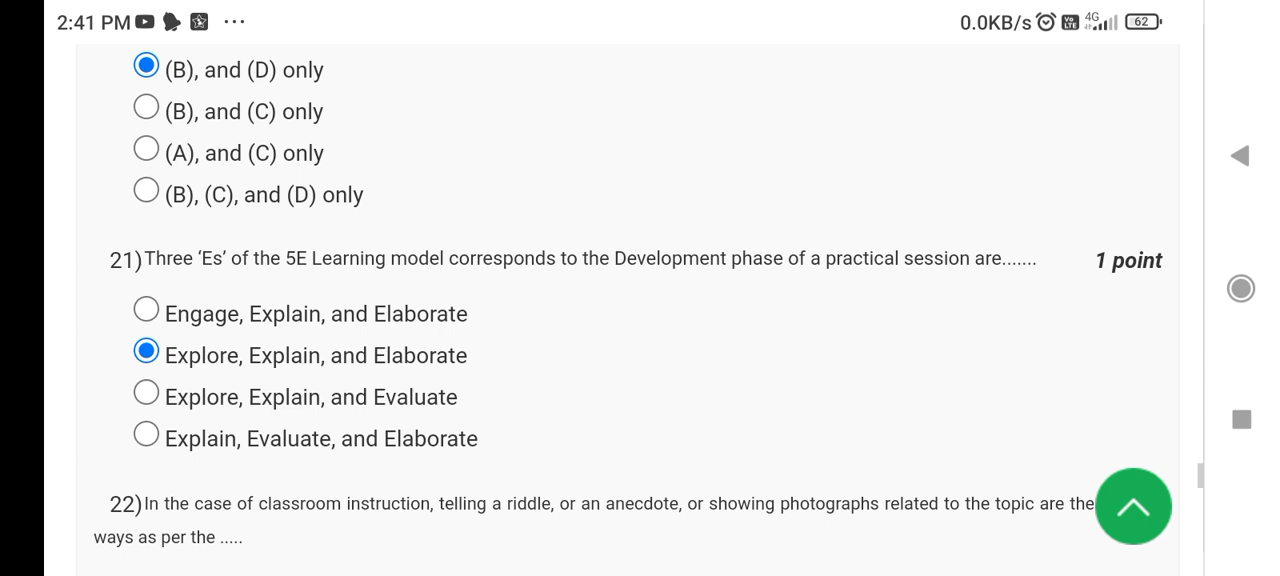 2:41 PM ...
0.0KB/s Vo LTE 4G 62
(B), and (D) only
(B), and (C) only
(A), and (C) only
(B), (C), and (D) only
21) Three ‘Es’ of the 5E Learning model corresponds to the Development phase of a practical session are....... 1 point
Engage, Explain, and Elaborate
Explore, Explain, and Elaborate
Explore, Explain, and Evaluate
Explain, Evaluate, and Elaborate
22) In the case of classroom instruction, telling a riddle, or an anecdote, or showing photographs related to the topic are the
ways as per the .....